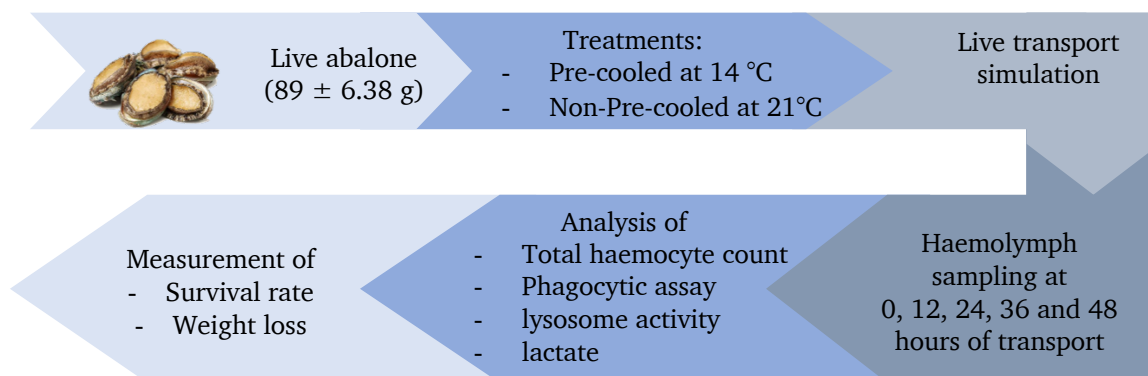 Live abalone
(89 ± 6.38 g)
Treatments:
- Pre-cooled at 14 °C
- Non-Pre-cooled at 21°C
Live transport
simulation
Haemolymph
sampling at
0, 12, 24, 36 and 48
hours of transport
Analysis of
- Total haemocyte count
- Phagocytic assay
- lysosome activity
- lactate
Measurement of
- Survival rate
- Weight loss